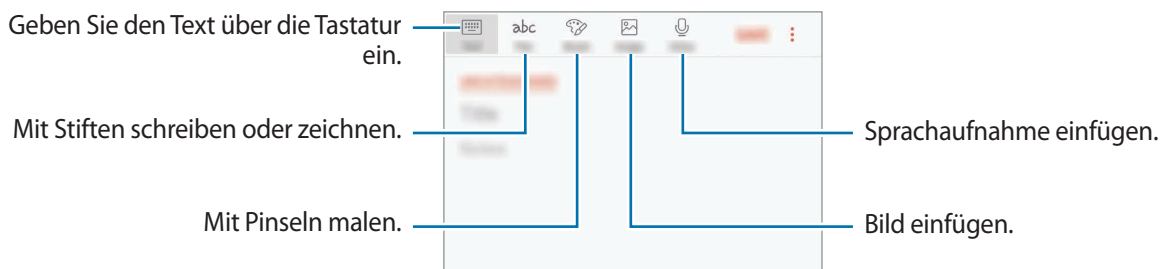 Geben Sie den Text über die Tastatur
ein.
abc
Mit Stiften schreiben oder zeichnen.
Sprachaufnahme einfügen.
Mit Pinseln malen.
Bild einfügen.